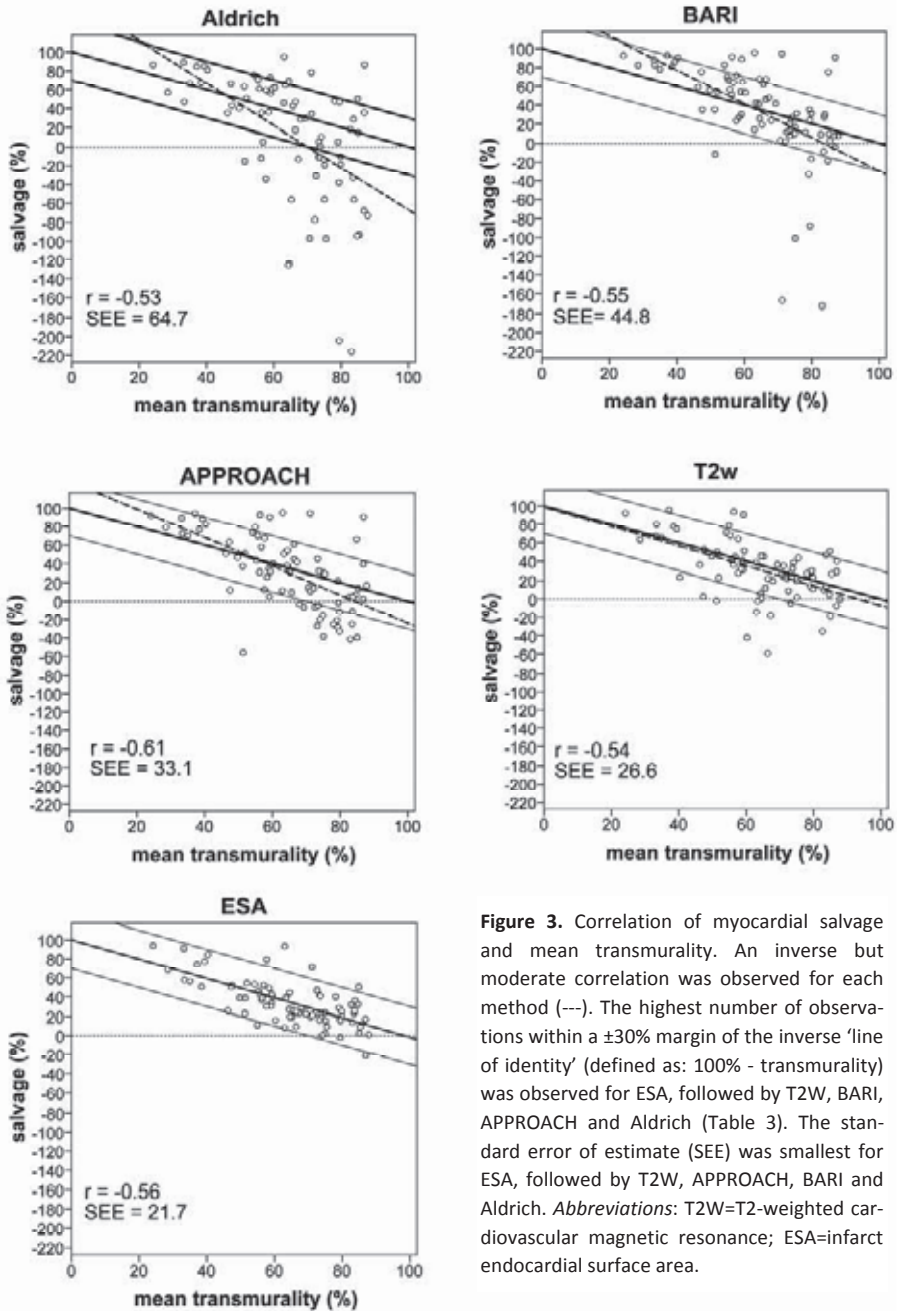 Aldrich
salvage (%)
100
80
60
40
20
0
-20
-40
-60
-80
-100
-120
-140
-160
-180
-200
-220
r = -0.53
SEE = 64.7
0 20 40 60 80 100
mean transmurality (%)
BARI
salvage (%)
100
80
60
40
20
0
-20
-40
-60
-80
-100
-120
-140
-160
-180
-200
-220
r = -0.55
SEE= 44.8
0 20 40 60 80 100
mean transmurality (%)
APPROACH
salvage (%)
100
80
60
40
20
0
-20
-40
-60
-80
-100
-120
-140
-160
-180
-200
-220
r = -0.61
SEE = 33.1
0 20 40 60 80 100
mean transmurality (%)
T2w
salvage (%)
100
80
60
40
20
0
-20
-40
-60
-80
-100
-120
-140
-160
-180
-200
-220
r = -0.54
SEE = 26.6
0 20 40 60 80 100
mean transmurality (%)
ESA
salvage (%)
100
80
60
40
20
0
-20
-40
-60
-80
-100
-120
-140
-160
-180
-200
-220
r = -0.56
SEE = 21.7
0 20 40 60 80 100
mean transmurality (%)
Figure 3. Correlation of myocardial salvage
and mean transmurality. An inverse but
moderate correlation was observed for each
method (---). The highest number of observa-
tions within a ±30% margin of the inverse ‘line
of identity’ (defined as: 100% - transmurality)
was observed for ESA, followed by T2W, BARI,
APPROACH and Aldrich (Table 3). The stan-
dard error of estimate (SEE) was smallest for
ESA, followed by T2W, APPROACH, BARI and
Aldrich. Abbreviations: T2W=T2-weighted car-
diovascular magnetic resonance; ESA=infarct
endocardial surface area.